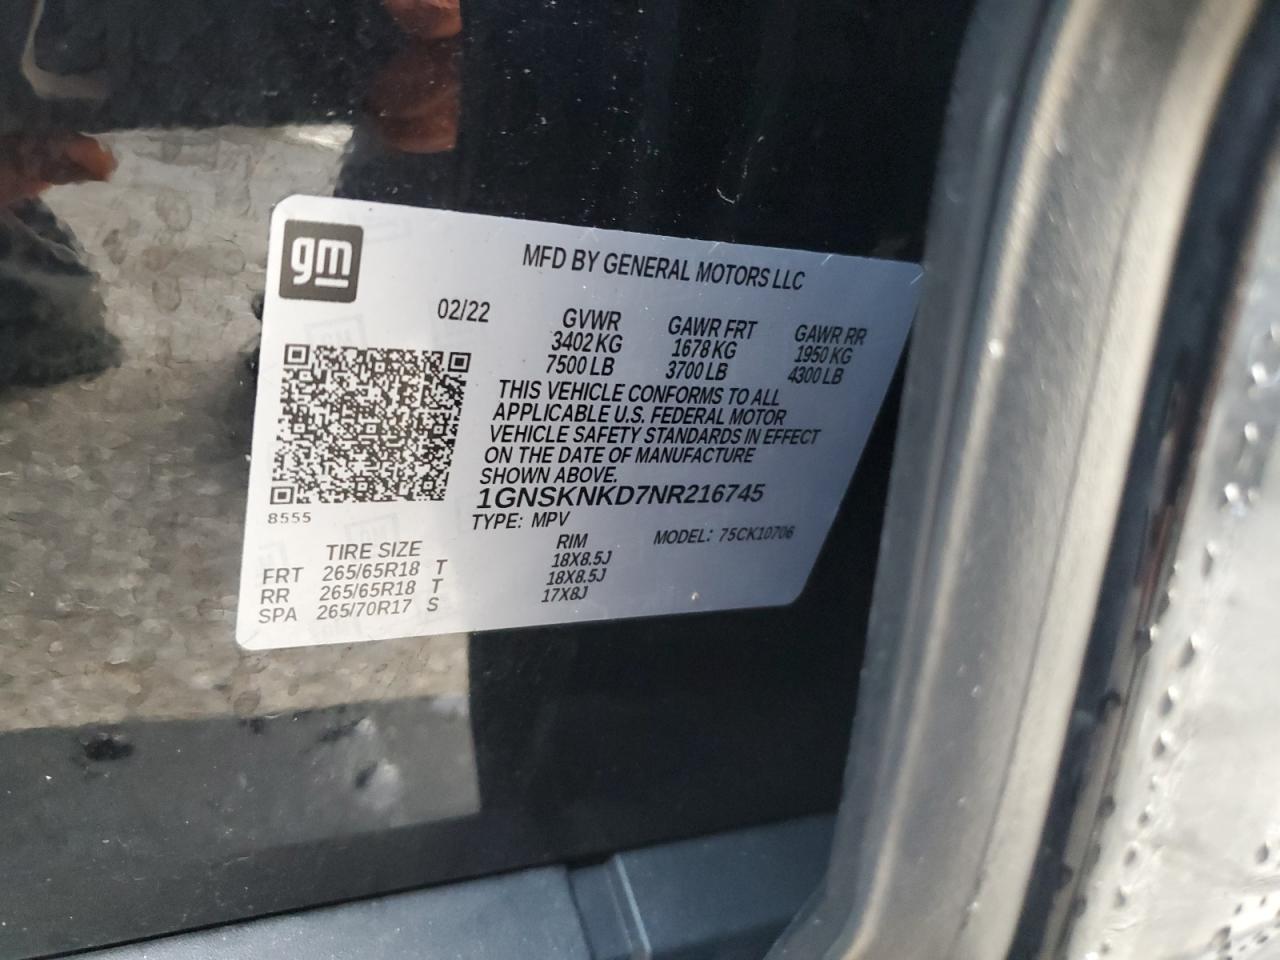 gm
MFD BY GENERAL MOTORS LLC
02/22
GVWR
3402 KG
7500 LB
GAWR FRT
1678 KG
3700 LB
GAWR RR
1950 KG
4300 LB
THIS VEHICLE CONFORMS TO ALL
APPLICABLE U.S. FEDERAL MOTOR
VEHICLE SAFETY STANDARDS IN EFFECT
ON THE DATE OF MANUFACTURE
SHOWN ABOVE.
1GNSKNKD7NR216745
8555
TYPE: MPV
MODEL: 75CK10706
TIRE SIZE RIM
FRT 265/65R18 T 18X8.5J
RR 265/65R18 T 18X8.5J
SPA 265/70R17 S 17X8J